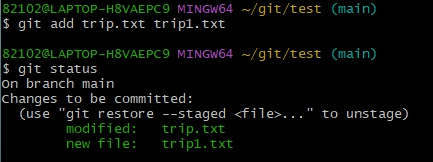 82102@LAPTOP-H8VAEPC9 MINGW64 ~/git/test (main)
$ git add trip.txt trip1.txt
82102@LAPTOP-H8VAEPC9 MINGW64 ~/git/test (main)
$ git status
On branch main
Changes to be committed:
  (use "git restore --staged <file>..." to unstage)
        modified:   trip.txt
        new file:   trip1.txt